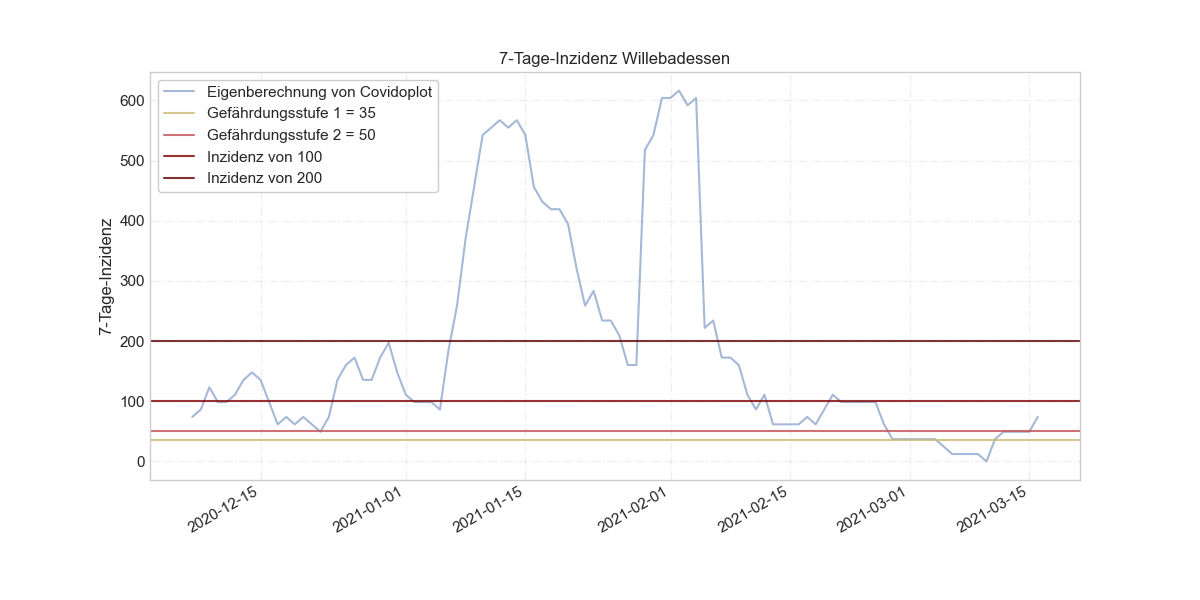 7-Tage-Inzidenz Willebadessen
Eigenberechnung von Covidoplot
Gefährdungsstufe 1 = 35
Gefährdungsstufe 2 = 50
Inzidenz von 100
Inzidenz von 200
7-Tage-Inzidenz
600
500
400
300
200
100
0
2020-12-15
2021-01-01
2021-01-15
2021-02-01
2021-02-15
2021-03-01
2021-03-15